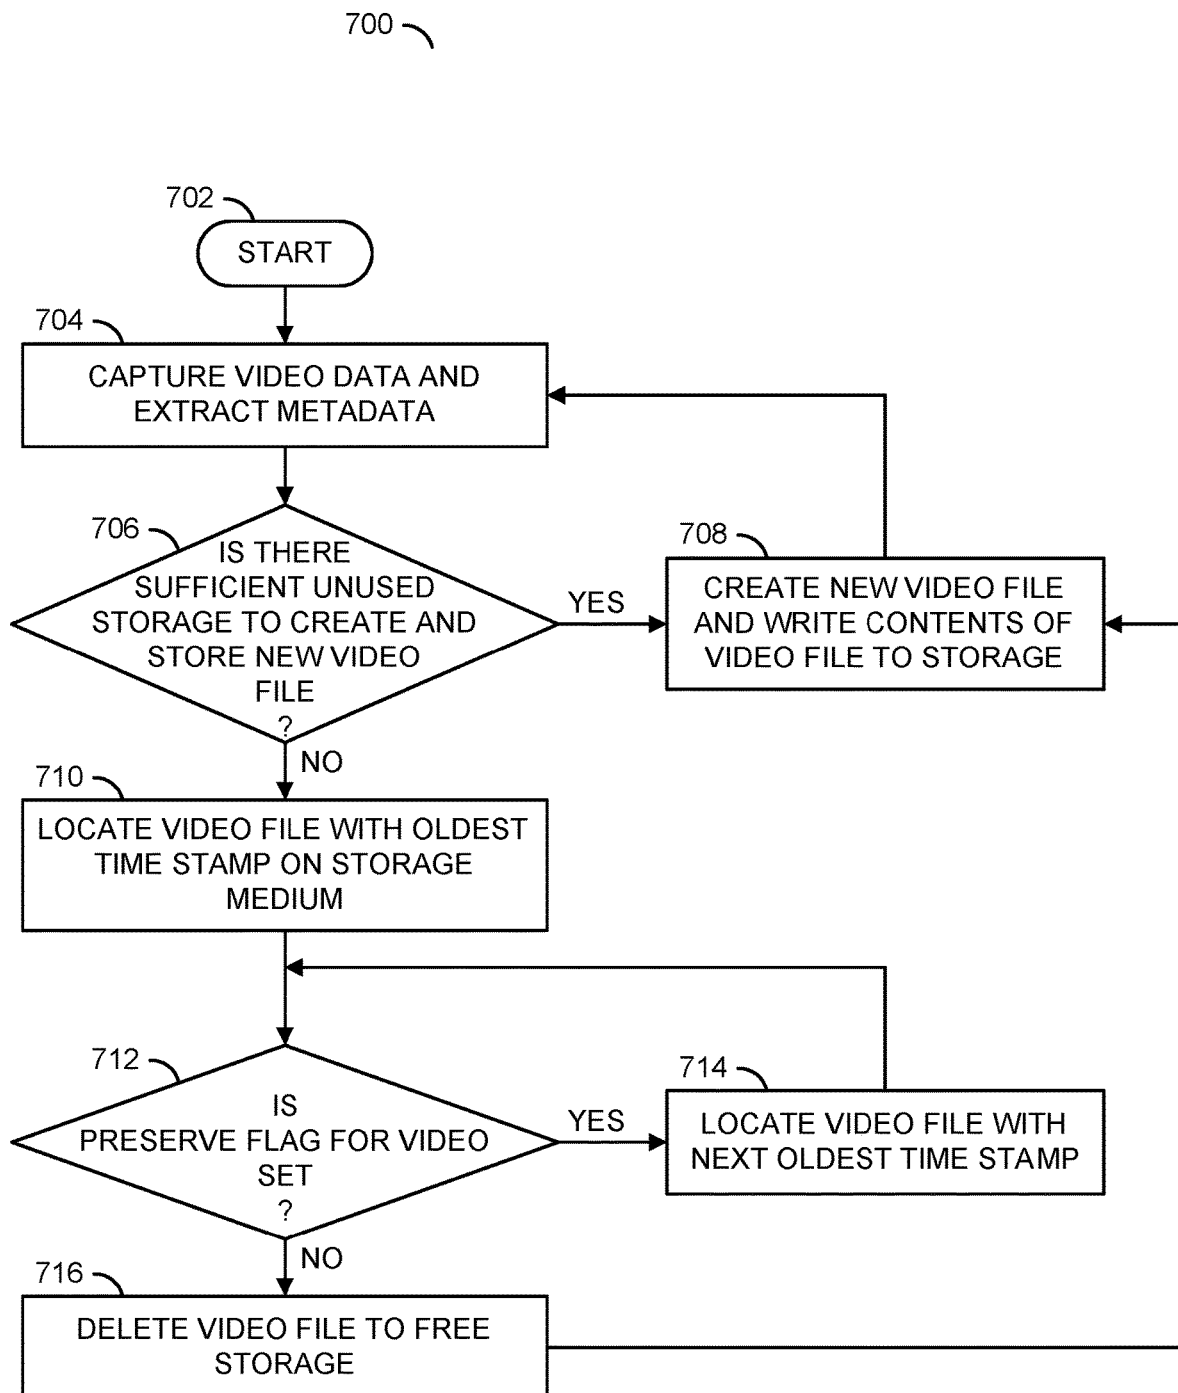 700
702
START
704
CAPTURE VIDEO DATA AND
EXTRACT METADATA
706
IS THERE
SUFFICIENT UNUSED
STORAGE TO CREATE AND
STORE NEW VIDEO
FILE
?
YES
708
CREATE NEW VIDEO FILE
AND WRITE CONTENTS OF
VIDEO FILE TO STORAGE
NO
710
LOCATE VIDEO FILE WITH OLDEST
TIME STAMP ON STORAGE
MEDIUM
712
IS
PRESERVE FLAG FOR VIDEO
SET
?
YES
714
LOCATE VIDEO FILE WITH
NEXT OLDEST TIME STAMP
NO
716
DELETE VIDEO FILE TO FREE
STORAGE